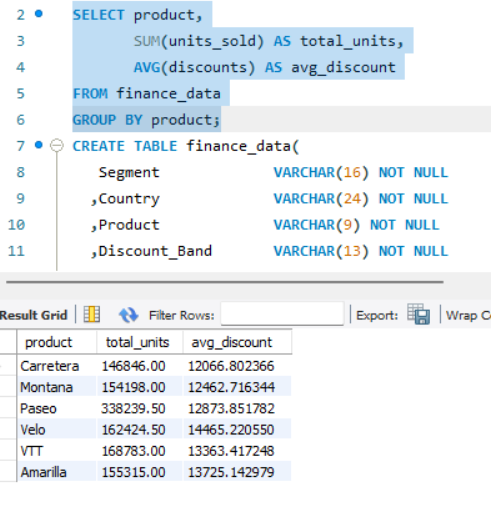 2 SELECT product,
3 SUM(units_sold) AS total_units,
4 AVG(discounts) AS avg_discount
5 FROM finance_data
6 GROUP BY product;
7 CREATE TABLE finance_data(
8 Segment VARCHAR(16) NOT NULL
9 ,Country VARCHAR(24) NOT NULL
10 ,Product VARCHAR(9) NOT NULL
11 ,Discount_Band VARCHAR(13) NOT NULL
Result Grid Filter Rows: Export: Wrap C
product total_units avg_discount
Carretera 146846.00 12066.802366
Montana 154198.00 12462.716344
Paseo 338239.50 12873.851782
Velo 162424.50 14465.220550
VTT 168783.00 13363.417248
Amarilla 155315.00 13725.142979